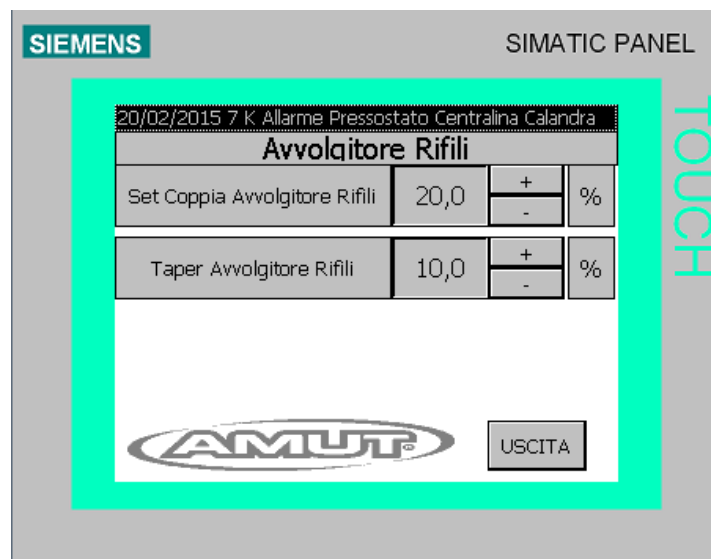 SIEMENS
SIMATIC PANEL
TOUCH
20/02/2015 7 K Allarme Pressostato Centralina Calandra
Avvolgitore Rifili
Set Coppia Avvolgitore Rifili 20,0 + - %
Taper Avvolgitore Rifili 10,0 + - %
AMUT
USCITA